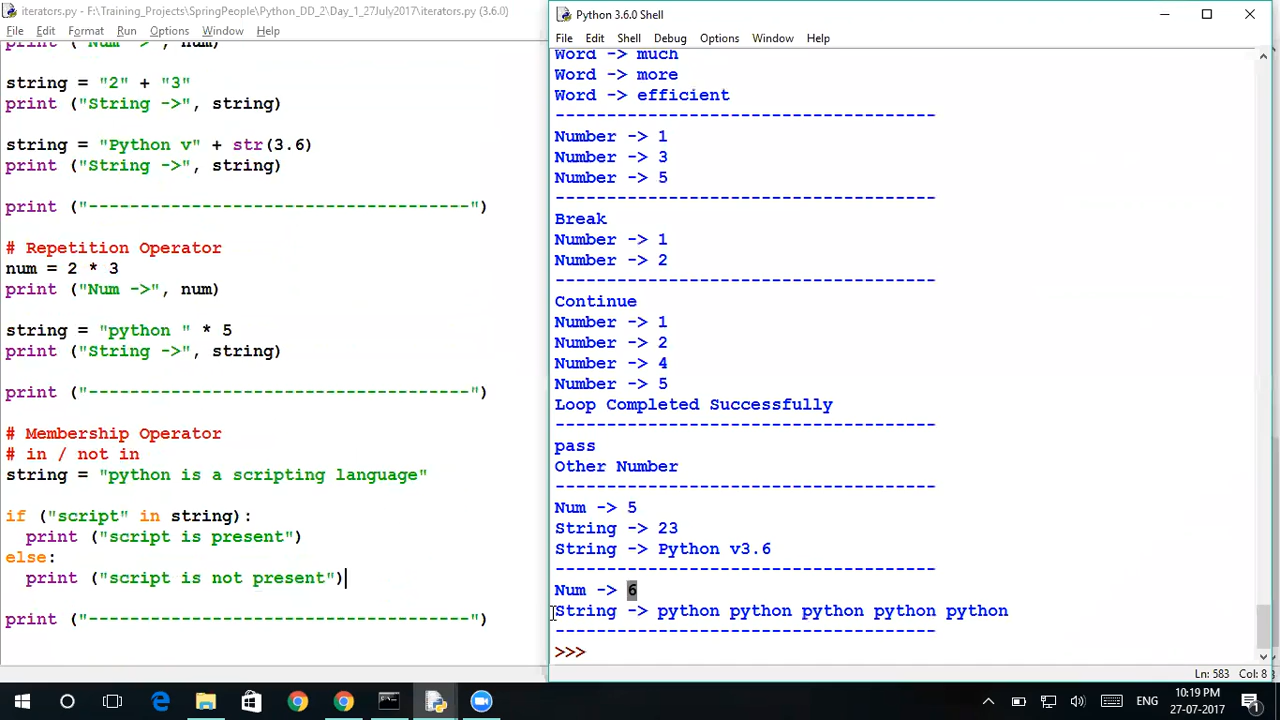 iterators.py - F:\Training_Projects\SpringPeople\Python_DD_2\Day_1_27July2017\iterators.py (3.6.0)
File Edit Format Run Options Window Help
print ("Num ->", num)
string = "2" + "3"
print ("String ->", string)
string = "Python v" + str(3.6)
print ("String ->", string)
print ("-------------------------------------")
# Repetition Operator
num = 2 * 3
print ("Num ->", num)
string = "python " * 5
print ("String ->", string)
print ("-------------------------------------")
# Membership Operator
# in / not in
string = "python is a scripting language"
if ("script" in string):
  print ("script is present")
else:
  print ("script is not present")
print ("-------------------------------------")
Python 3.6.0 Shell
File Edit Shell Debug Options Window Help
Word -> much
Word -> more
Word -> efficient
-------------------------------------
Number -> 1
Number -> 3
Number -> 5
-------------------------------------
Break
Number -> 1
Number -> 2
-------------------------------------
Continue
Number -> 1
Number -> 2
Number -> 4
Number -> 5
Loop Completed Successfully
-------------------------------------
pass
Other Number
-------------------------------------
Num -> 5
String -> 23
String -> Python v3.6
-------------------------------------
Num -> 6
String -> python python python python python
-------------------------------------
>>>
Ln: 583 Col: 8
ENG
10:19 PM
27-07-2017
1